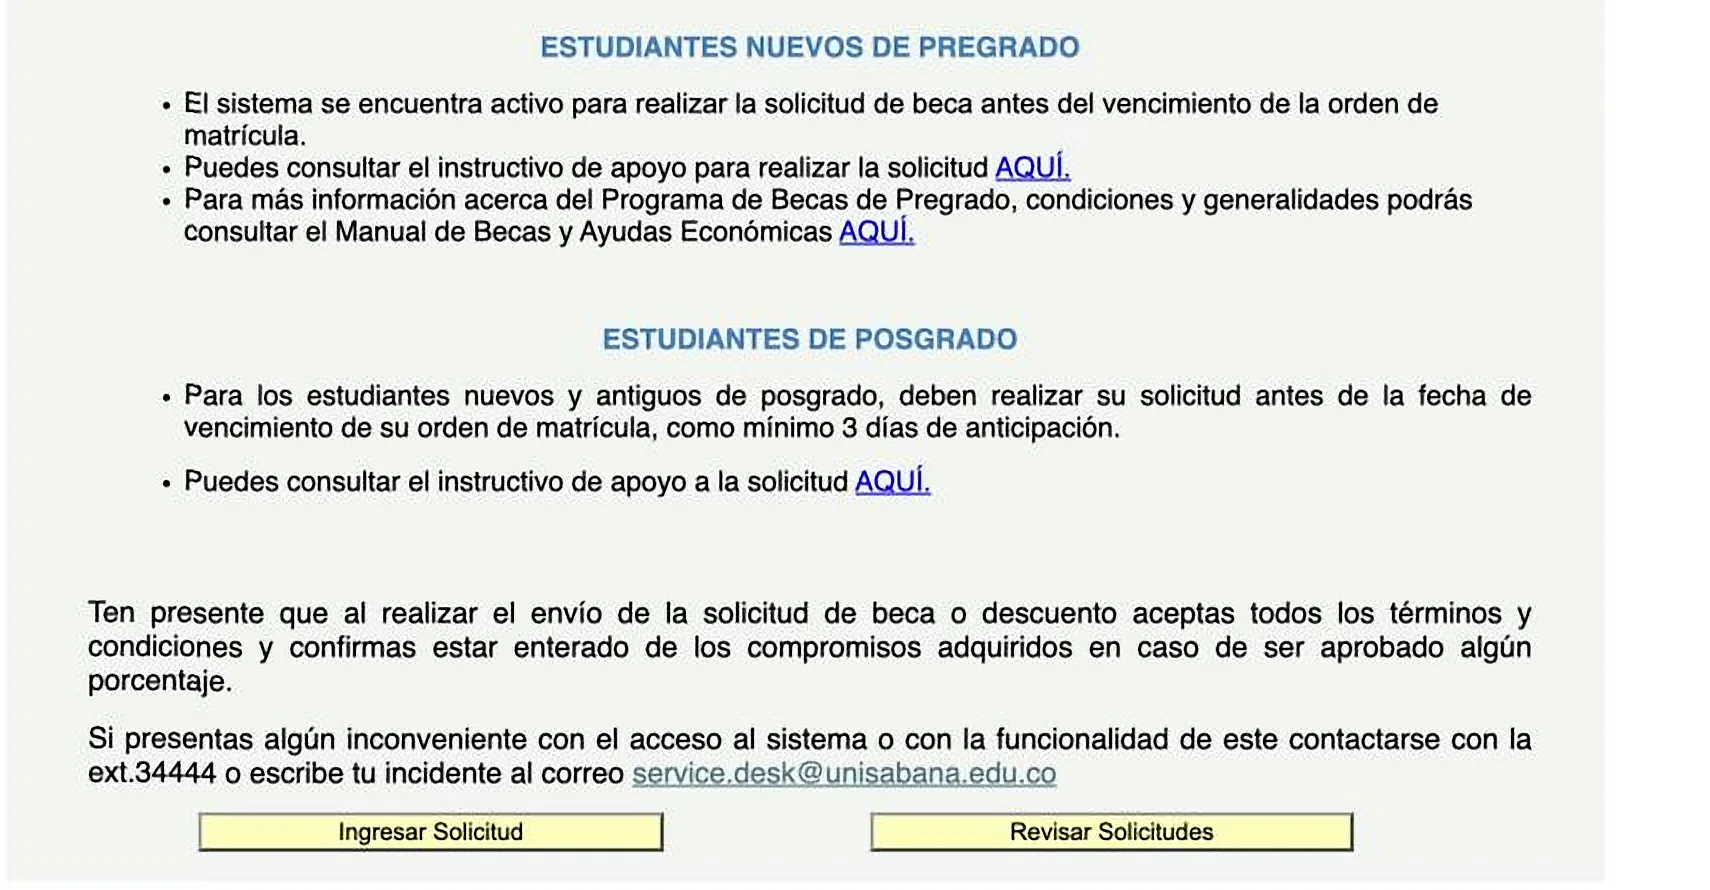 ESTUDIANTES NUEVOS DE PREGRADO
• El sistema se encuentra activo para realizar la solicitud de beca antes del vencimiento de la orden de
matrícula.
• Puedes consultar el instructivo de apoyo para realizar la solicitud AQUÍ.
• Para más información acerca del Programa de Becas de Pregrado, condiciones y generalidades podrás
consultar el Manual de Becas y Ayudas Económicas AQUÍ.
ESTUDIANTES DE POSGRADO
• Para los estudiantes nuevos y antiguos de posgrado, deben realizar su solicitud antes de la fecha de
vencimiento de su orden de matrícula, como mínimo 3 días de anticipación.
• Puedes consultar el instructivo de apoyo a la solicitud AQUÍ.
Ten presente que al realizar el envío de la solicitud de beca o descuento aceptas todos los términos y
condiciones y confirmas estar enterado de los compromisos adquiridos en caso de ser aprobado algún
porcentaje.
Si presentas algún inconveniente con el acceso al sistema o con la funcionalidad de este contactarse con la
ext.34444 o escribe tu incidente al correo service.desk@unisabana.edu.co
Ingresar Solicitud
Revisar Solicitudes